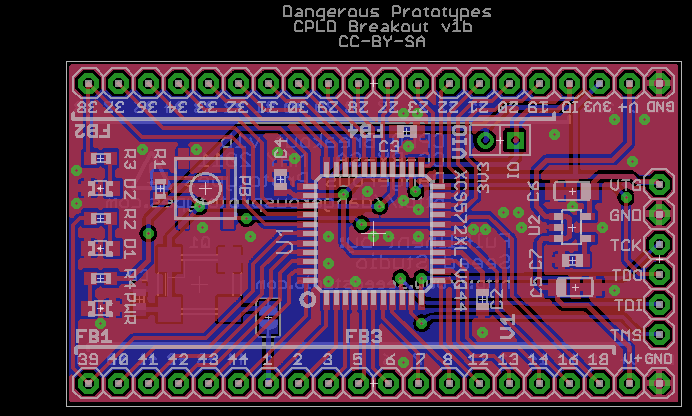 Dangerous Prototypes
CPLD Breakout v1b
CC-BY-SA
38 37 36 34 33 32 31 30 29 28 27 23 22 21 20 19 IO 3V3 V+ GND
FB2
FB4
C3
VIO
3V3
IO
R3
R1
C4
D2
PB1
XC9572XL-VQ44
C6
VTG
R2
U2
GND
D1
U1
TCK
C7
TDO
R4
C5
PWR
C2
TDI
FB1
FB3
V1
TMS
39 40 41 42 43 44 1 2 3 5 6 7 8 12 13 14 16 18 V+ GND